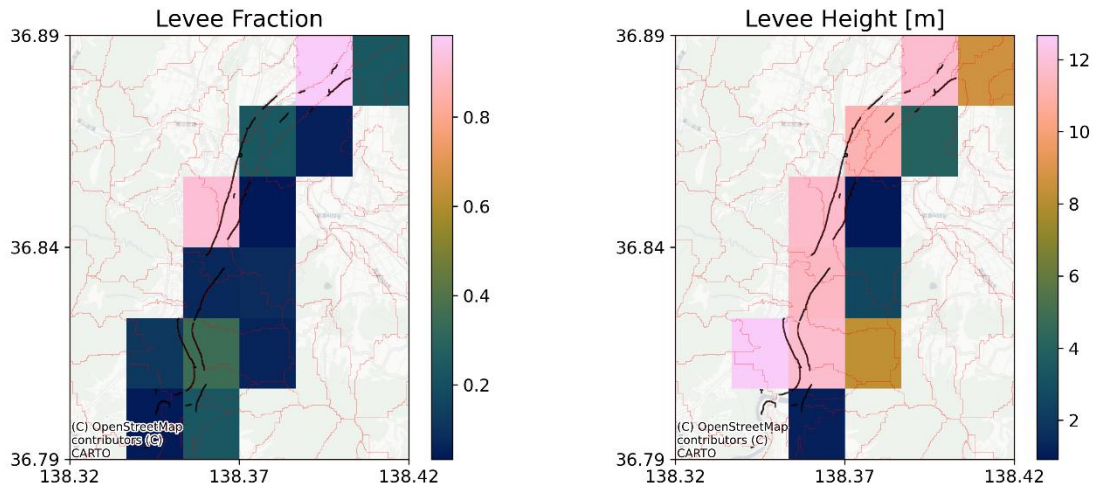 Levee Fraction
36.89
36.84
36.79
138.32
138.37
138.42
0.8
0.6
0.4
0.2
(C) OpenStreetMap
contributors (C)
CARTO
Levee Height [m]
36.89
36.84
36.79
138.32
138.37
138.42
12
10
8
6
4
2
(C) OpenStreetMap
contributors (C)
CARTO